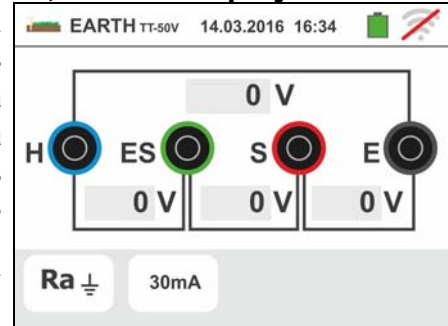 EARTH TT-50V 14.03.2016 16:34
0 V
H ES S E
0 V 0 V 0 V
Ra 30mA